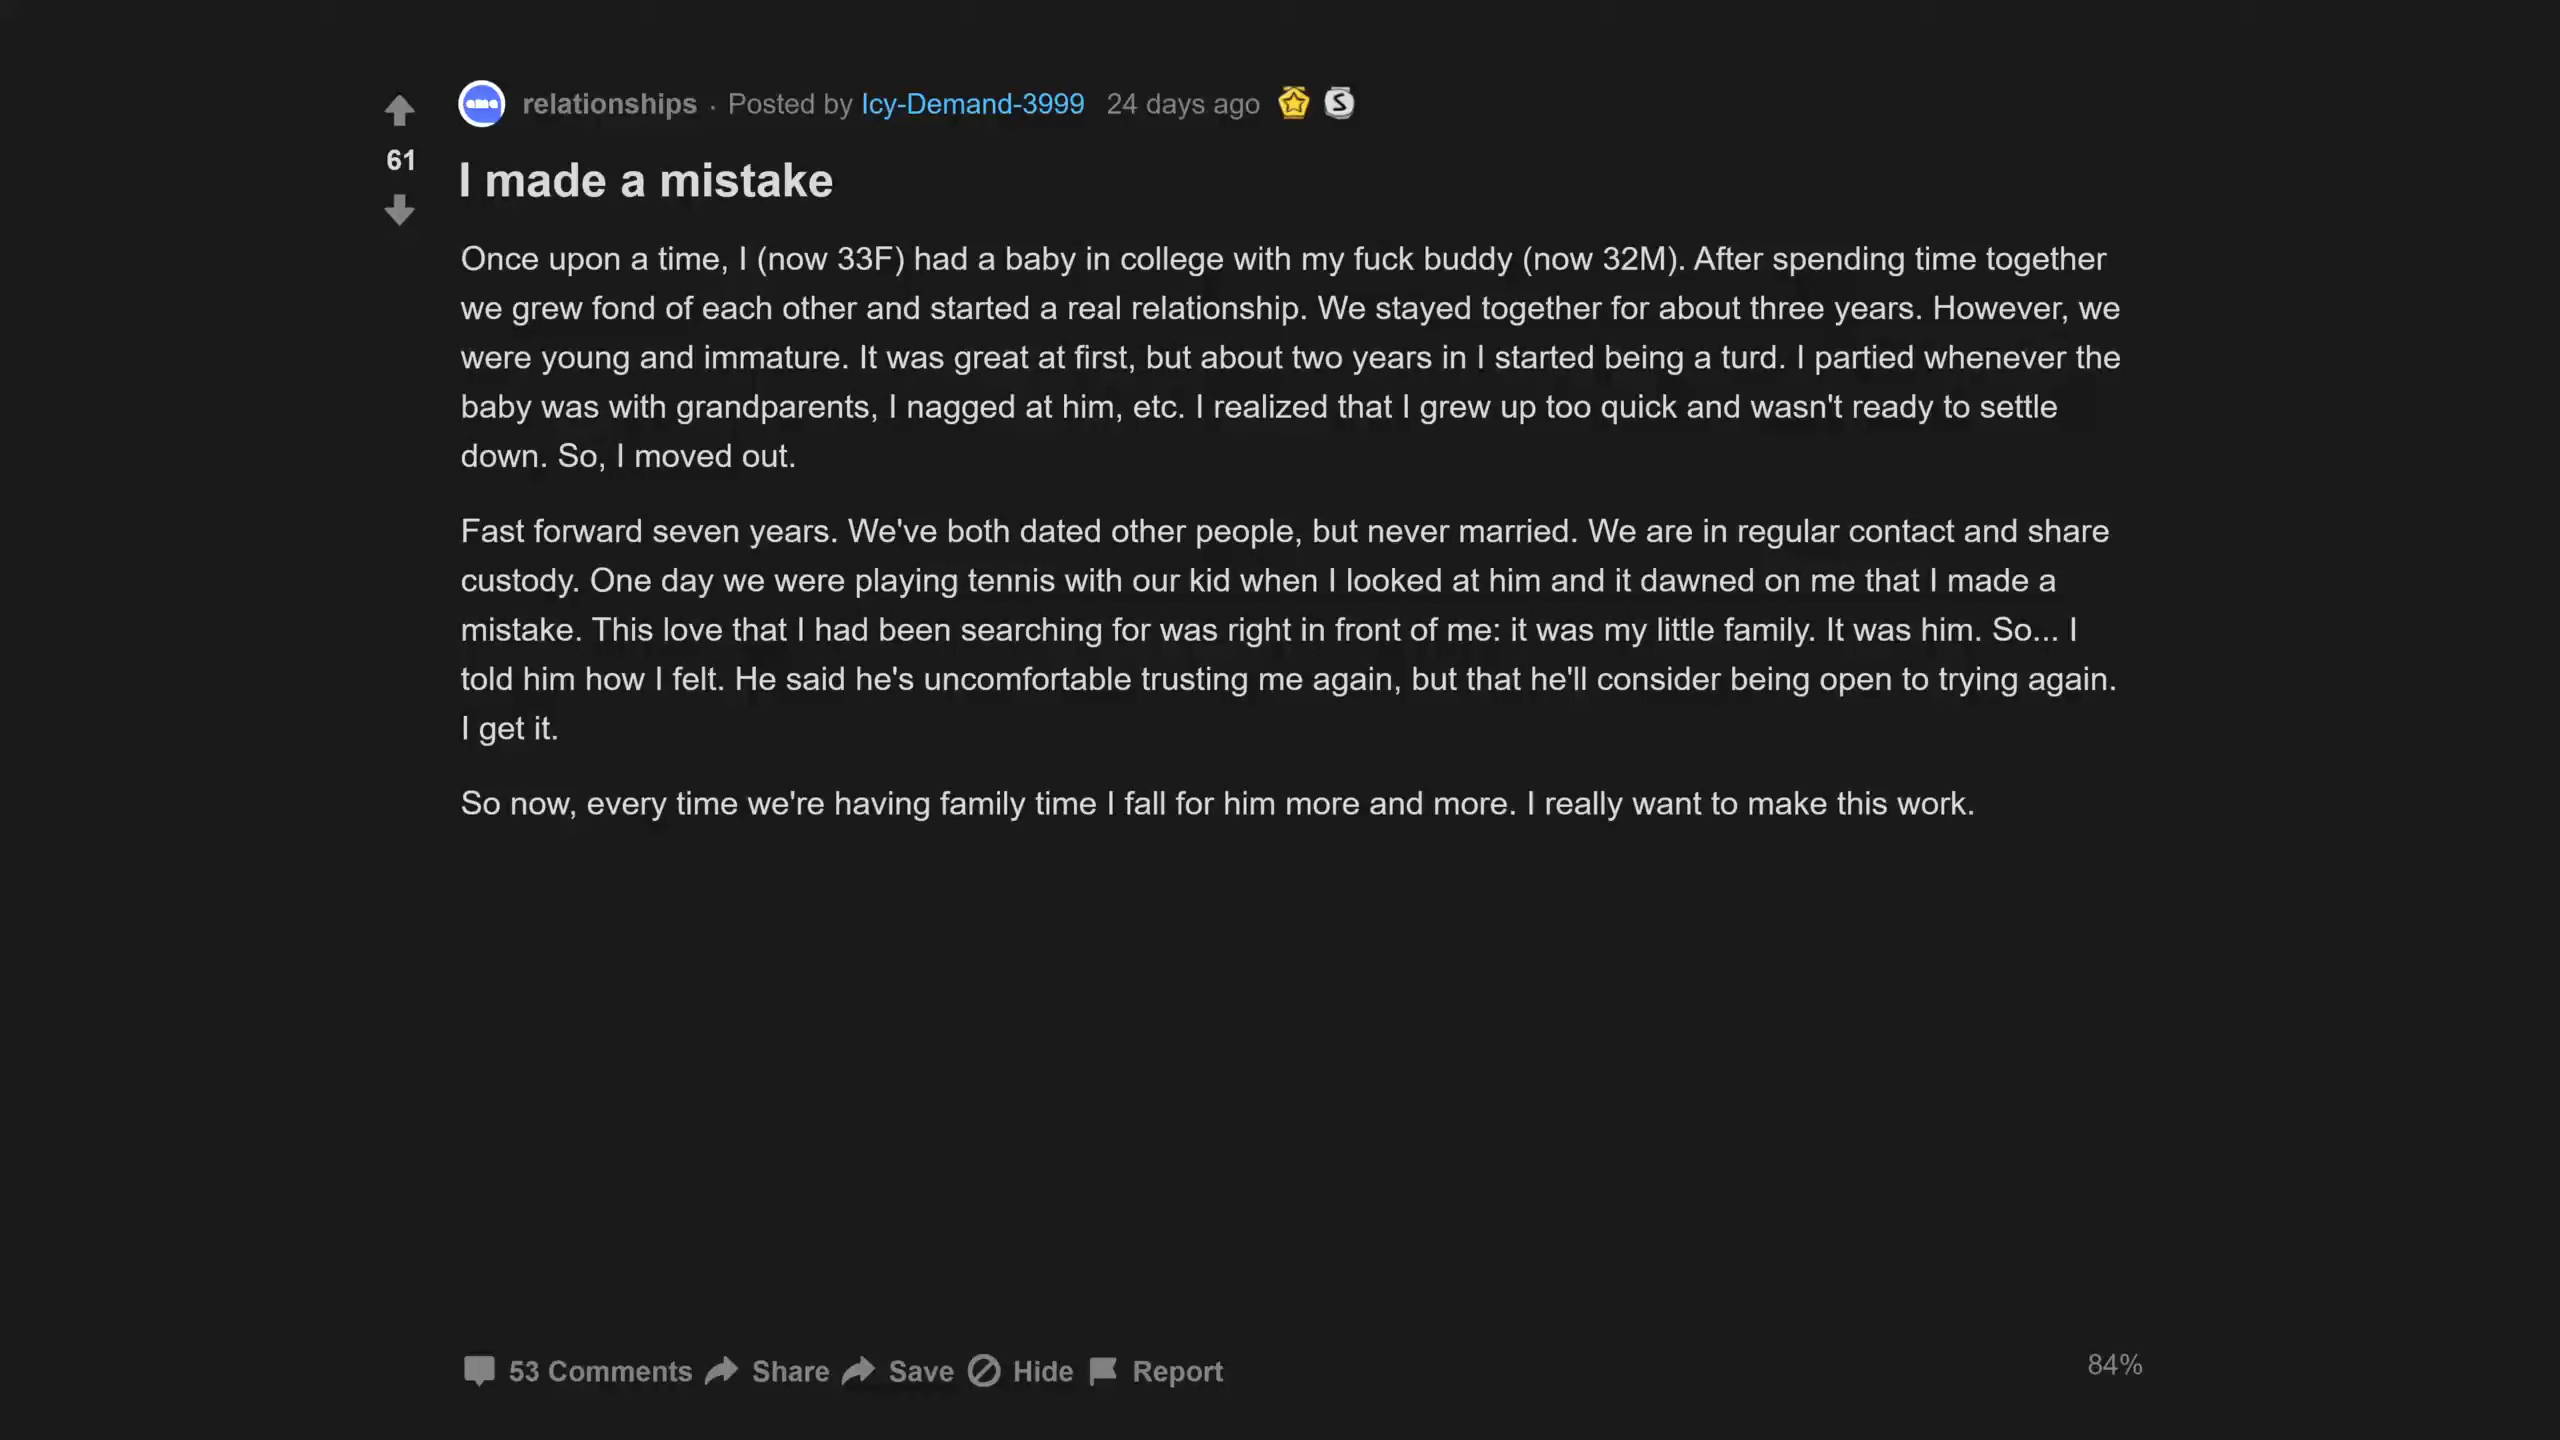 relationships · Posted by Icy-Demand-3999 24 days ago
61
I made a mistake
Once upon a time, I (now 33F) had a baby in college with my fuck buddy (now 32M). After spending time together
we grew fond of each other and started a real relationship. We stayed together for about three years. However, we
were young and immature. It was great at first, but about two years in I started being a turd. I partied whenever the
baby was with grandparents, I nagged at him, etc. I realized that I grew up too quick and wasn't ready to settle
down. So, I moved out.
Fast forward seven years. We've both dated other people, but never married. We are in regular contact and share
custody. One day we were playing tennis with our kid when I looked at him and it dawned on me that I made a
mistake. This love that I had been searching for was right in front of me: it was my little family. It was him. So... I
told him how I felt. He said he's uncomfortable trusting me again, but that he'll consider being open to trying again.
I get it.
So now, every time we're having family time I fall for him more and more. I really want to make this work.
53 Comments Share Save Hide Report
84%